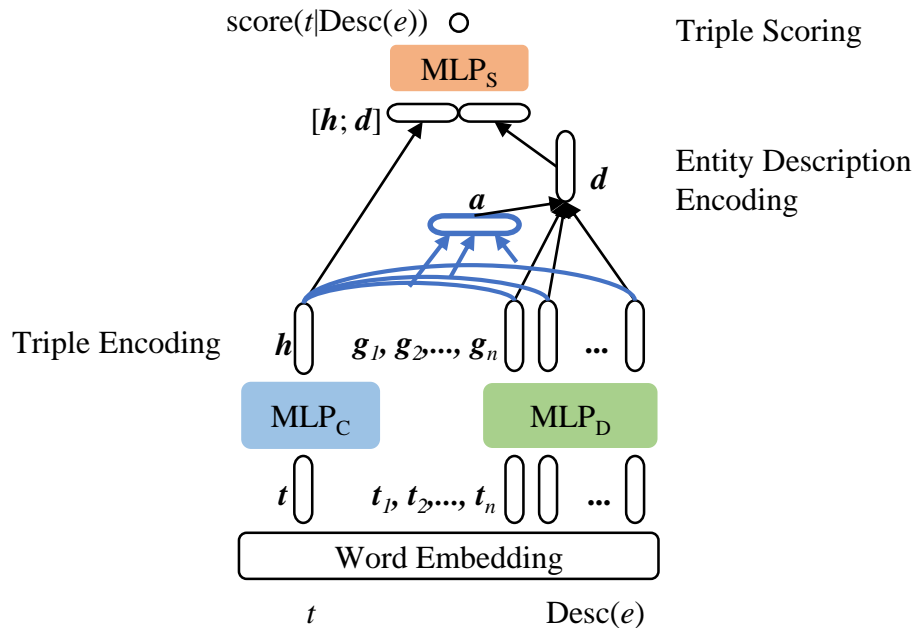 score(t|Desc(e))
Triple Scoring
MLP_S
[h; d]
Entity Description
Encoding
d
a
Triple Encoding
h
g_1, g_2,..., g_n
...
MLP_C
MLP_D
t
t_1, t_2,..., t_n
...
Word Embedding
t
Desc(e)